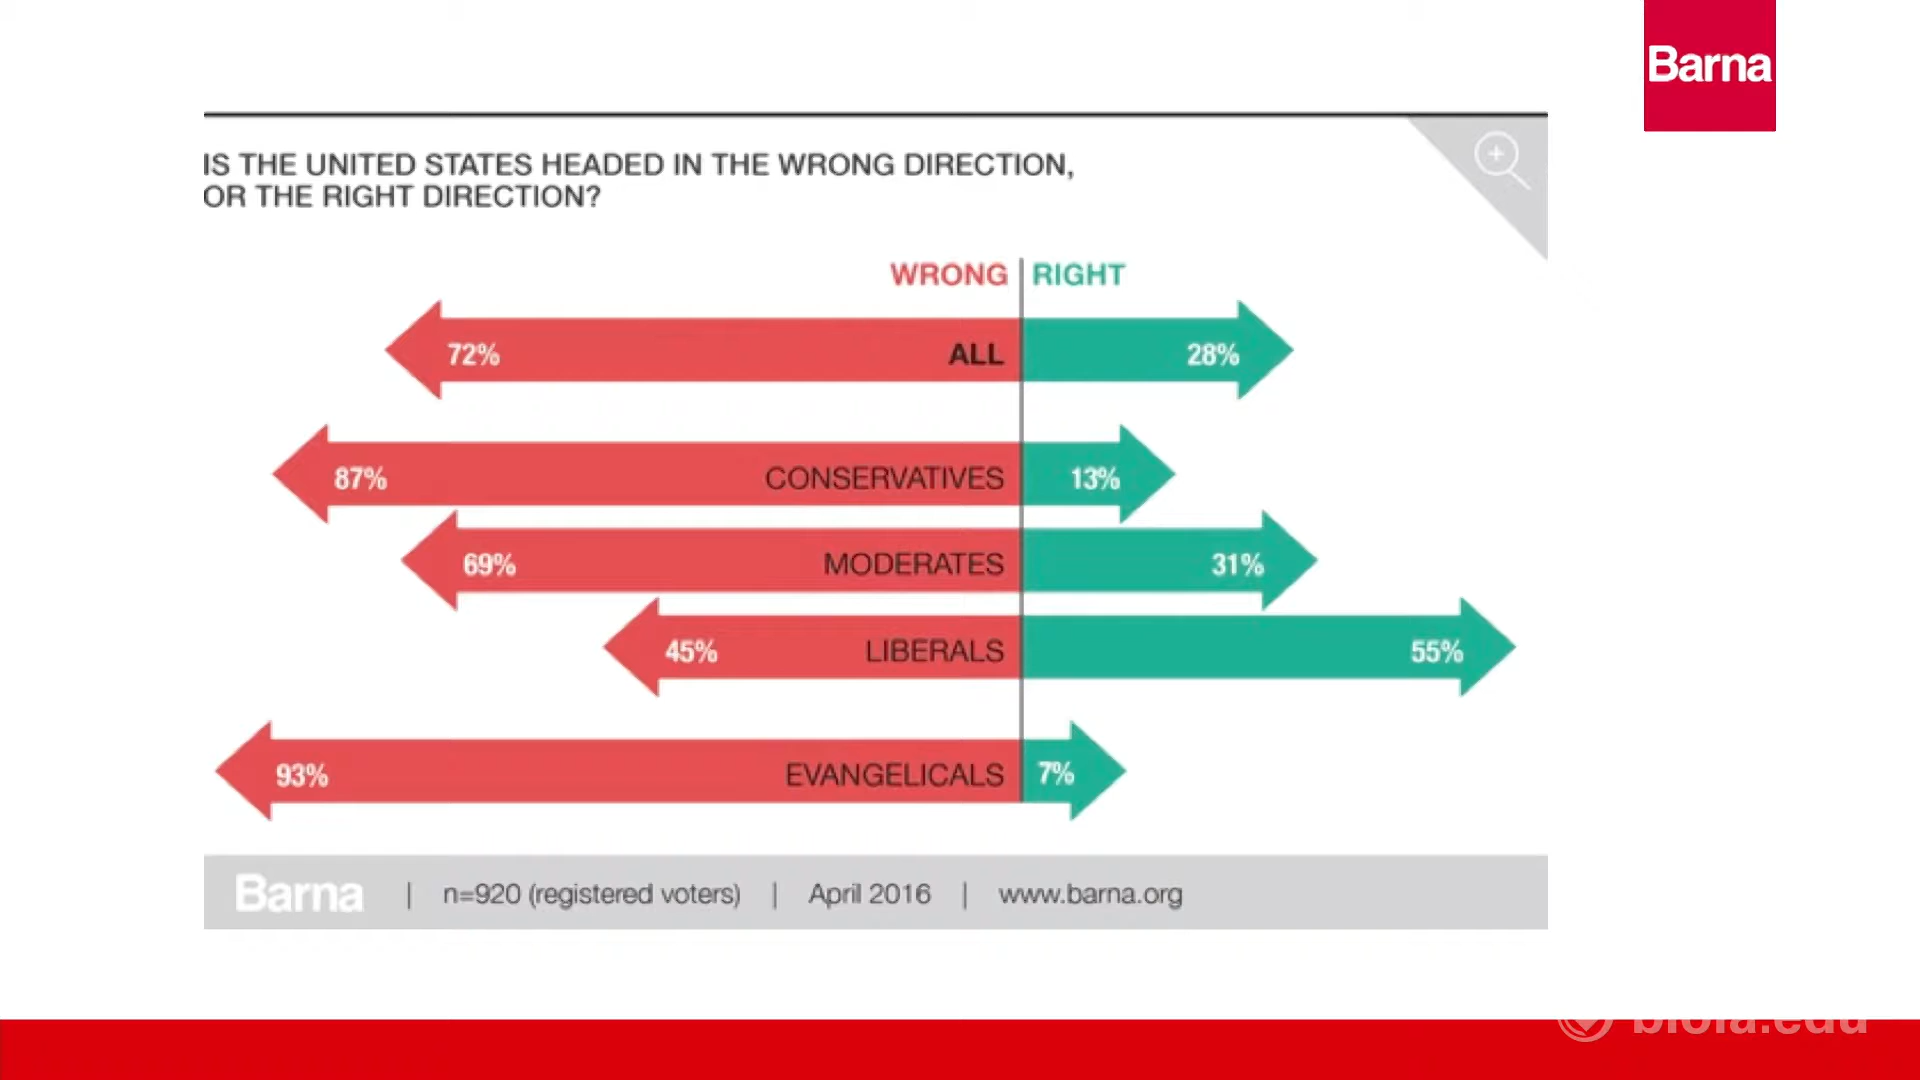 Barna
IS THE UNITED STATES HEADED IN THE WRONG DIRECTION,
OR THE RIGHT DIRECTION?
WRONG RIGHT
72% ALL 28%
87% CONSERVATIVES 13%
69% MODERATES 31%
45% LIBERALS 55%
93% EVANGELICALS 7%
Barna | n=920 (registered voters) | April 2016 | www.barna.org
biola.edu